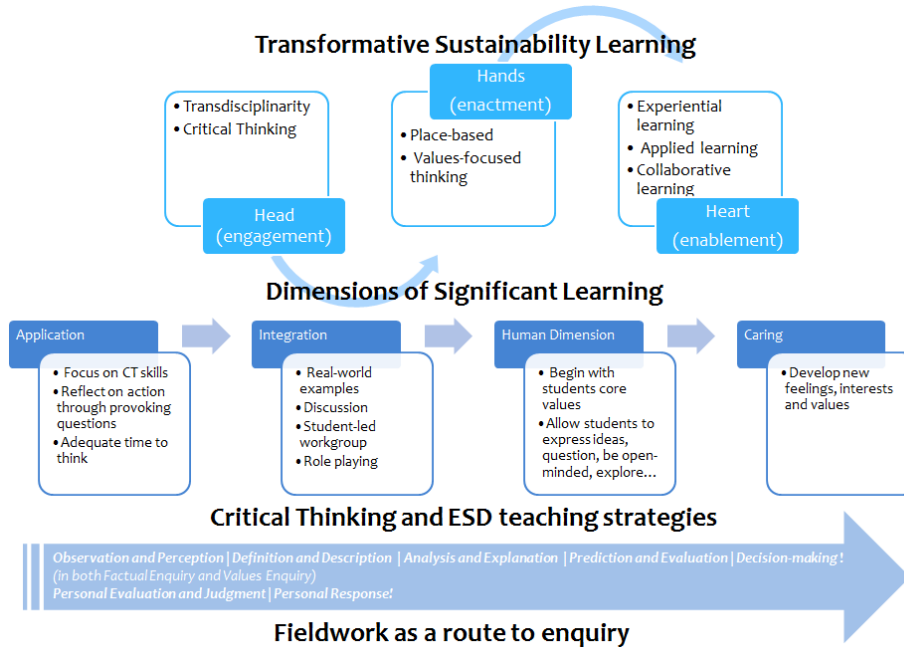 Transformative Sustainability Learning
• Transdisciplinarity
• Critical Thinking
Head
(engagement)
Hands
(enactment)
• Place-based
• Values-focused
thinking
• Experiential
learning
• Applied learning
• Collaborative
learning
Heart
(enablement)
Dimensions of Significant Learning
Application
• Focus on CT skills
• Reflect on action
through provoking
questions
• Adequate time to
think
Integration
• Real-world
examples
• Discussion
• Student-led
workgroup
• Role playing
Human Dimension
• Begin with
students core
values
• Allow students to
express ideas,
question, be open-
minded, explore...
Caring
• Develop new
feelings, interests
and values
Critical Thinking and ESD teaching strategies
Observation and Perception | Definition and Description | Analysis and Explanation | Prediction and Evaluation | Decision-making !
(in both Factual Enquiry and Values Enquiry)
Personal Evaluation and Judgment | Personal Response!
Fieldwork as a route to enquiry